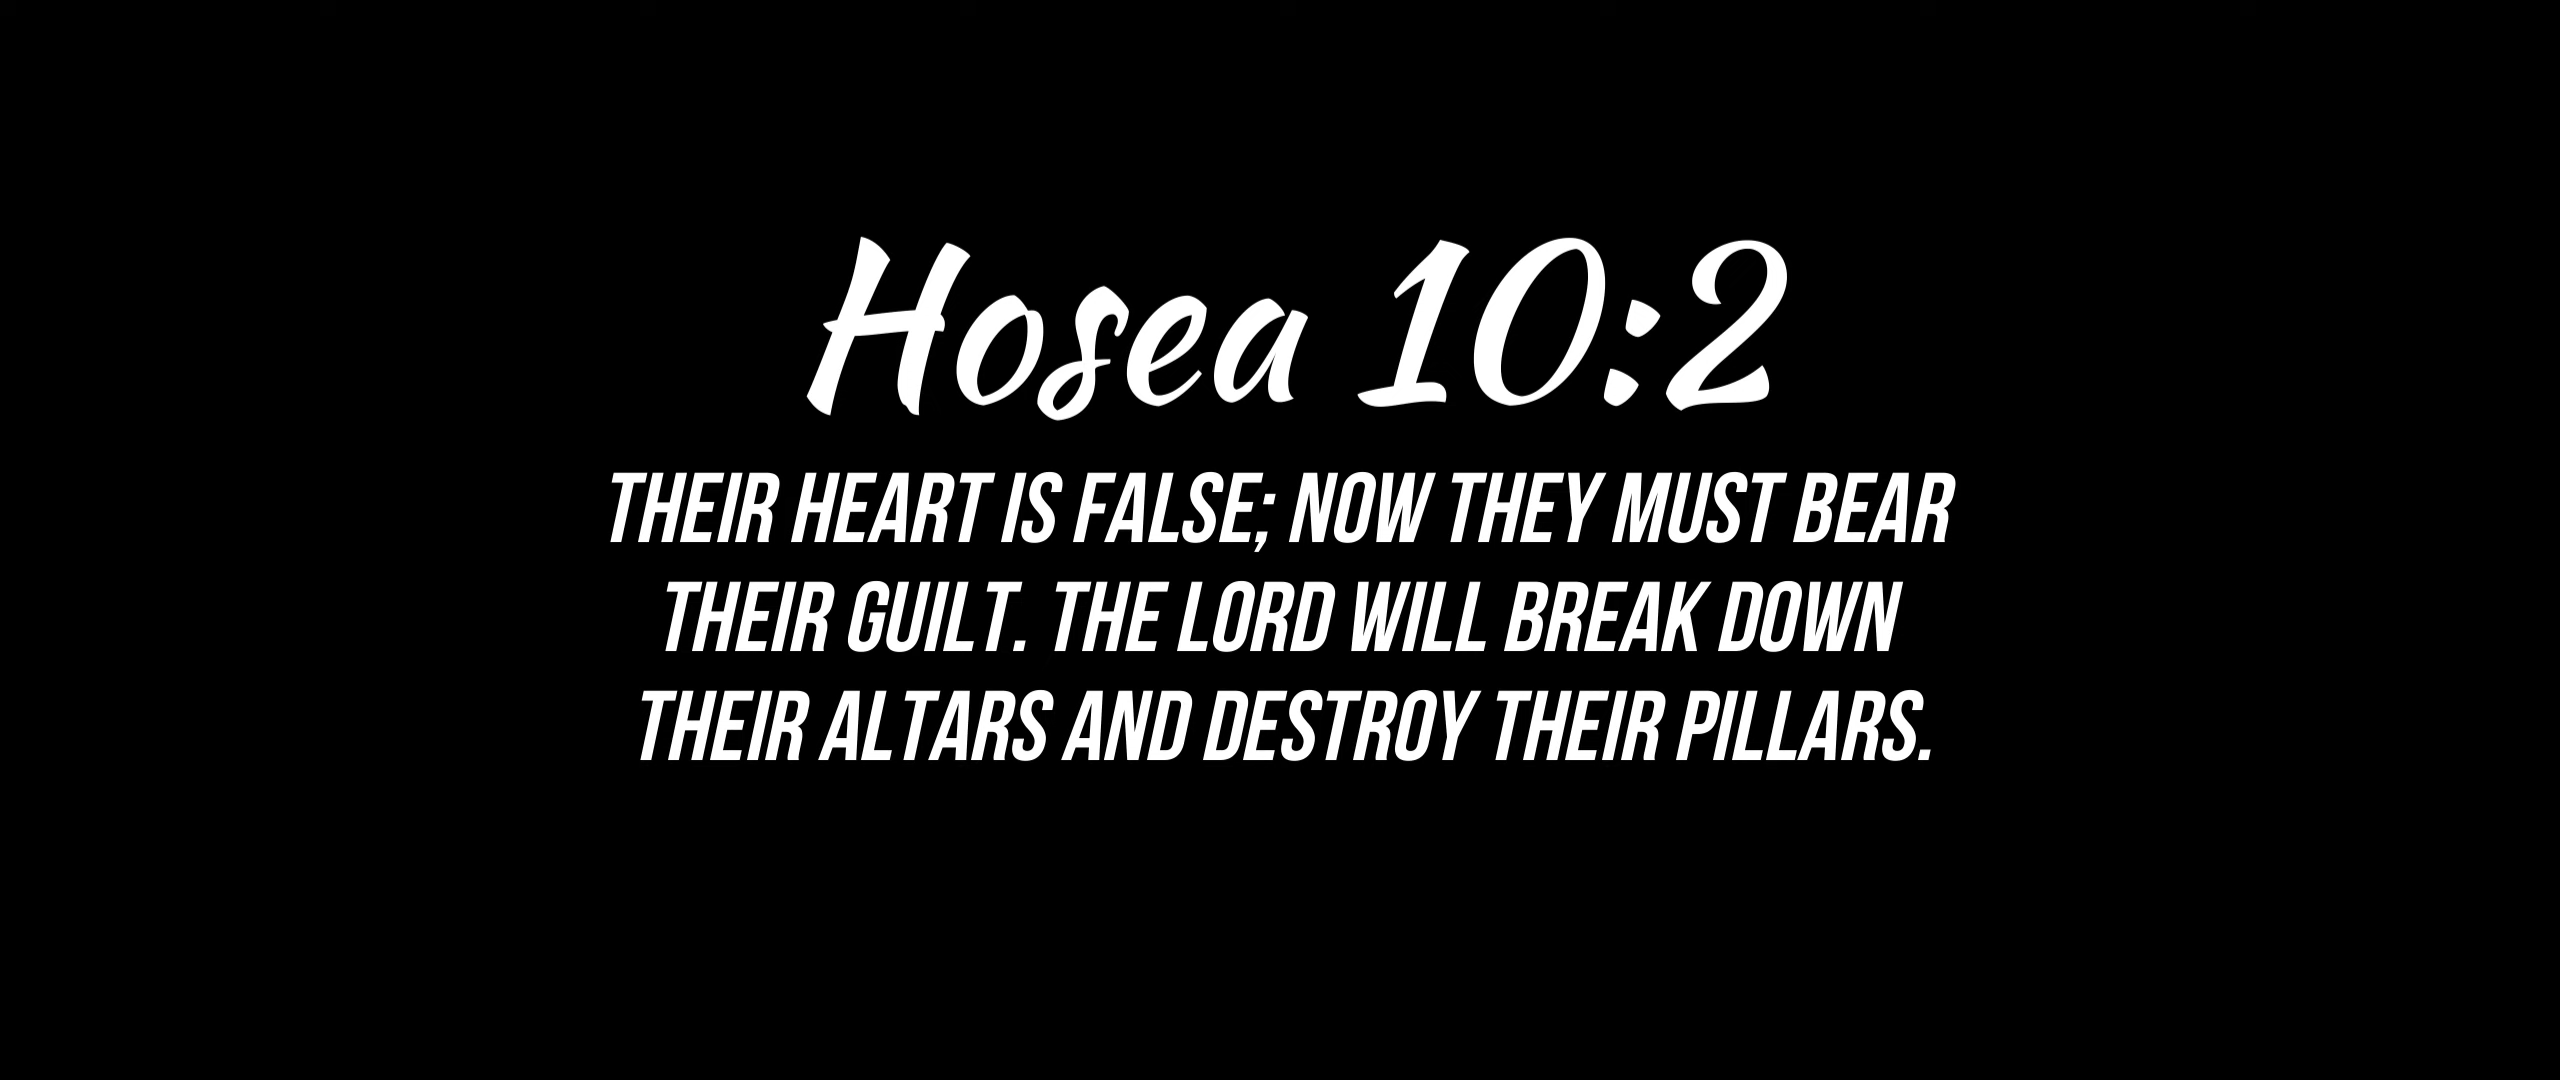 Hosea 10:2
THEIR HEART IS FALSE; NOW THEY MUST BEAR
THEIR GUILT. THE LORD WILL BREAK DOWN
THEIR ALTARS AND DESTROY THEIR PILLARS.